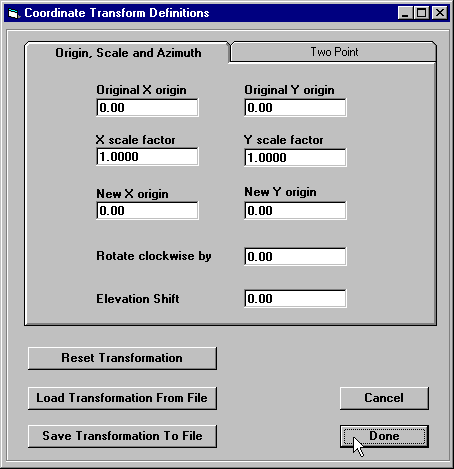 Coordinate Transform Definitions
Origin, Scale and Azimuth Two Point
Original X origin Original Y origin
0.00 0.00
X scale factor Y scale factor
1.0000 1.0000
New X origin New Y origin
0.00 0.00
Rotate clockwise by 0.00
Elevation Shift 0.00
Reset Transformation
Load Transformation From File Cancel
Save Transformation To File Done